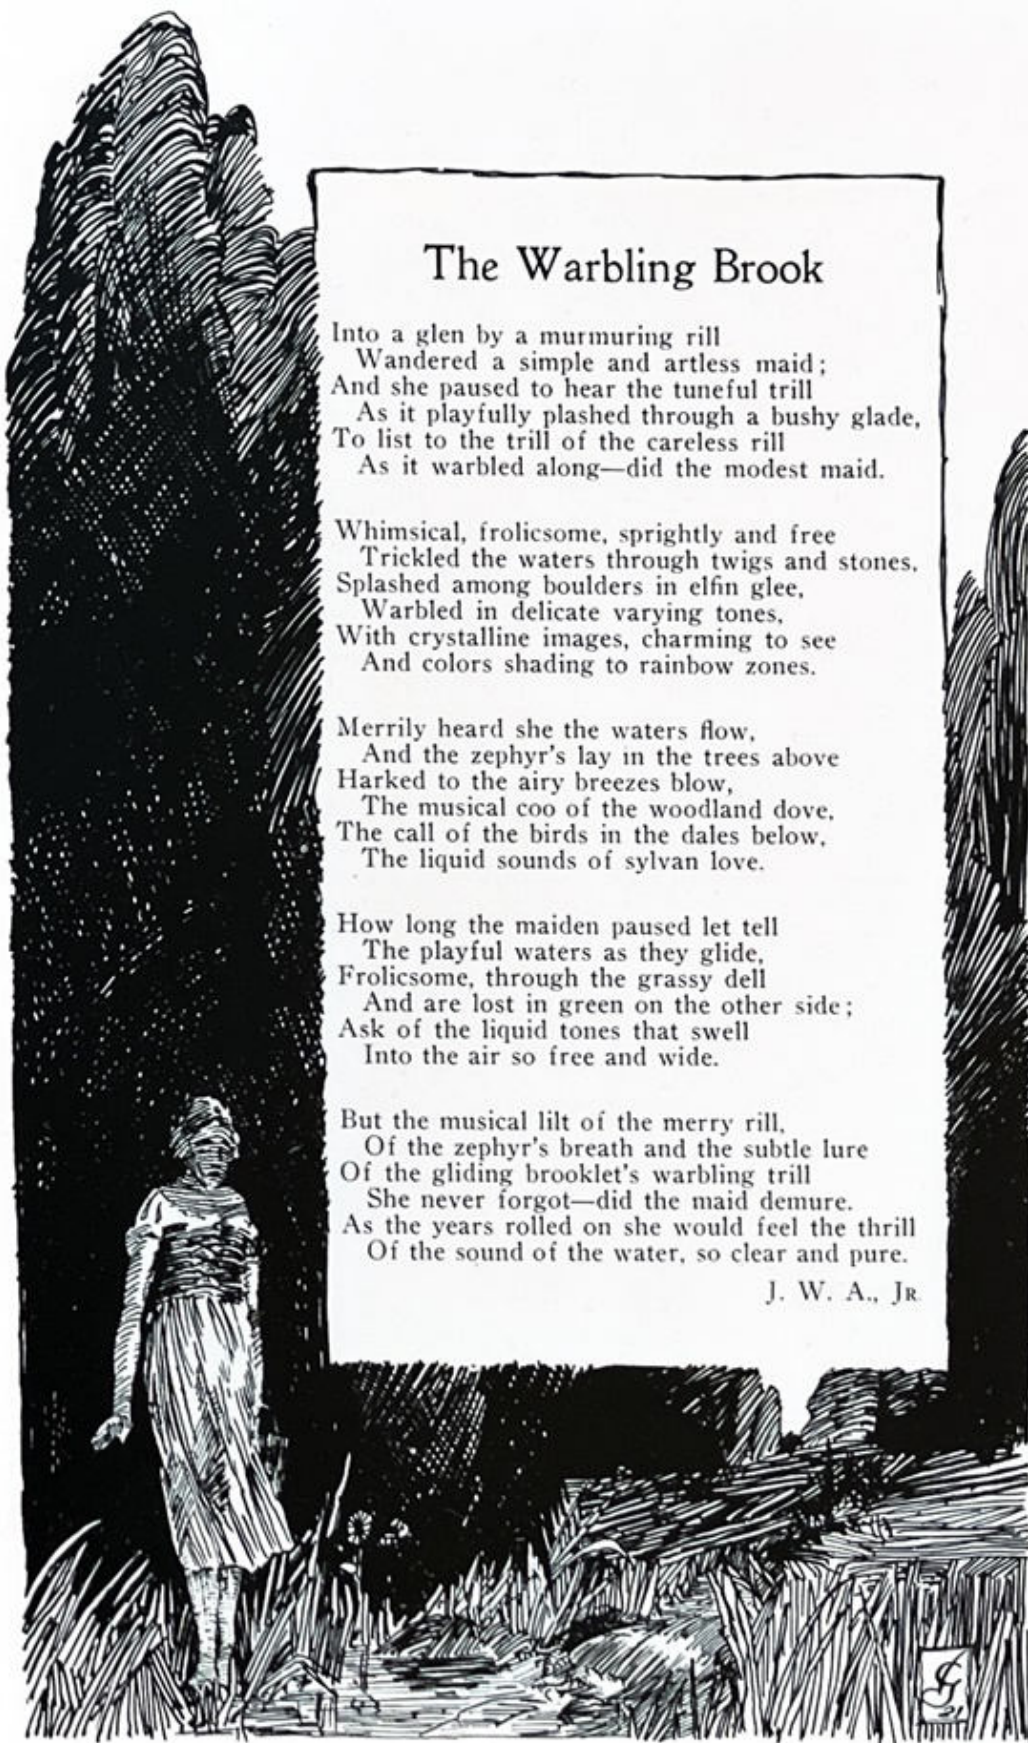 The Warbling Brook
Into a glen by a murmuring rill
Wandered a simple and artless maid;
And she paused to hear the tuneful trill
As it playfully plashed through a bushy glade,
To list to the trill of the careless rill
As it warbled along—did the modest maid.
Whimsical, frolicsome, sprightly and free
Trickled the waters through twigs and stones,
Splashed among boulders in elfin glee,
Warbled in delicate varying tones,
With crystalline images, charming to see
And colors shading to rainbow zones.
Merrily heard she the waters flow,
And the zephyr's lay in the trees above
Harked to the airy breezes blow,
The musical coo of the woodland dove,
The call of the birds in the dales below,
The liquid sounds of sylvan love.
How long the maiden paused let tell
The playful waters as they glide,
Frolicsome, through the grassy dell
And are lost in green on the other side;
Ask of the liquid tones that swell
Into the air so free and wide.
But the musical lilt of the merry rill,
Of the zephyr's breath and the subtle lure
Of the gliding brooklet's warbling trill
She never forgot—did the maid demure.
As the years rolled on she would feel the thrill
Of the sound of the water, so clear and pure.
J. W. A., JR